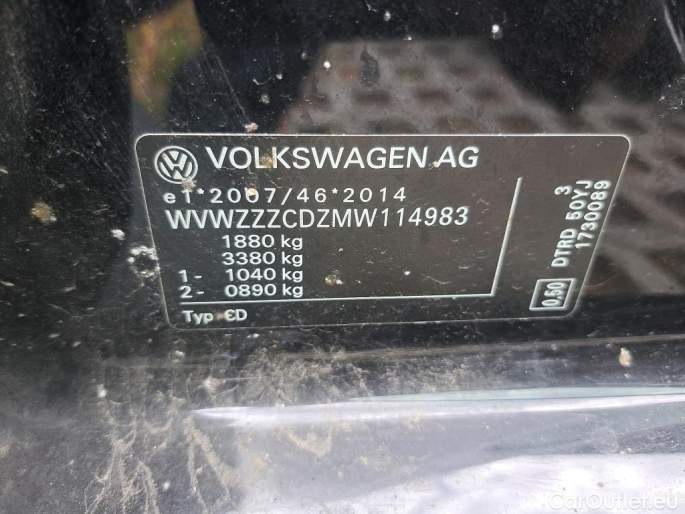 VOLKSWAGEN AG
e1*2007/46*2014
WVWZZZCDZMW114983
1880 kg
3380 kg
1- 1040 kg
2- 0890 kg
Typ CD
3
DTRD 50YJ
1730089
0.50
CarOutlet.eu